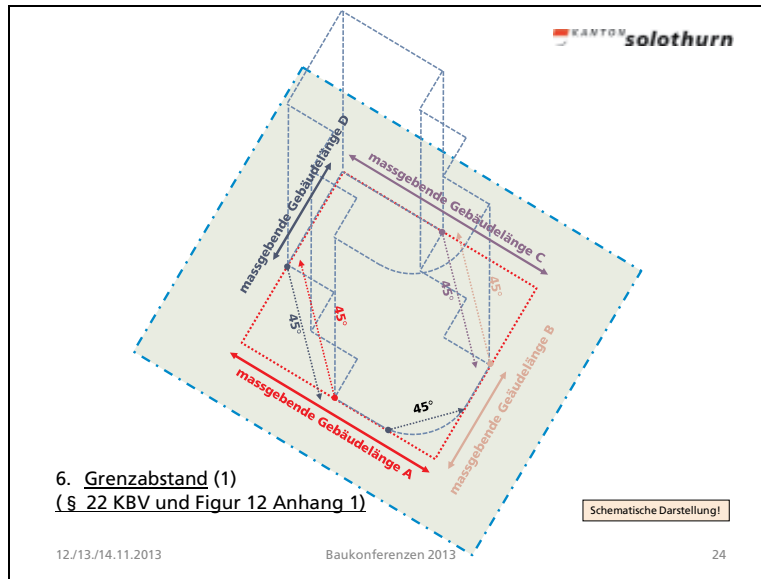 KANTON solothurn
massgebende Gebäudelänge D
massgebende Gebäudelänge C
45°
45°
45°
45°
45°
massgebende Geäudelänge B
massgebende Gebäudelänge A
6. Grenzabstand (1)
( § 22 KBV und Figur 12 Anhang 1)
Schematische Darstellung!
12./13./14.11.2013
Baukonferenzen 2013
24